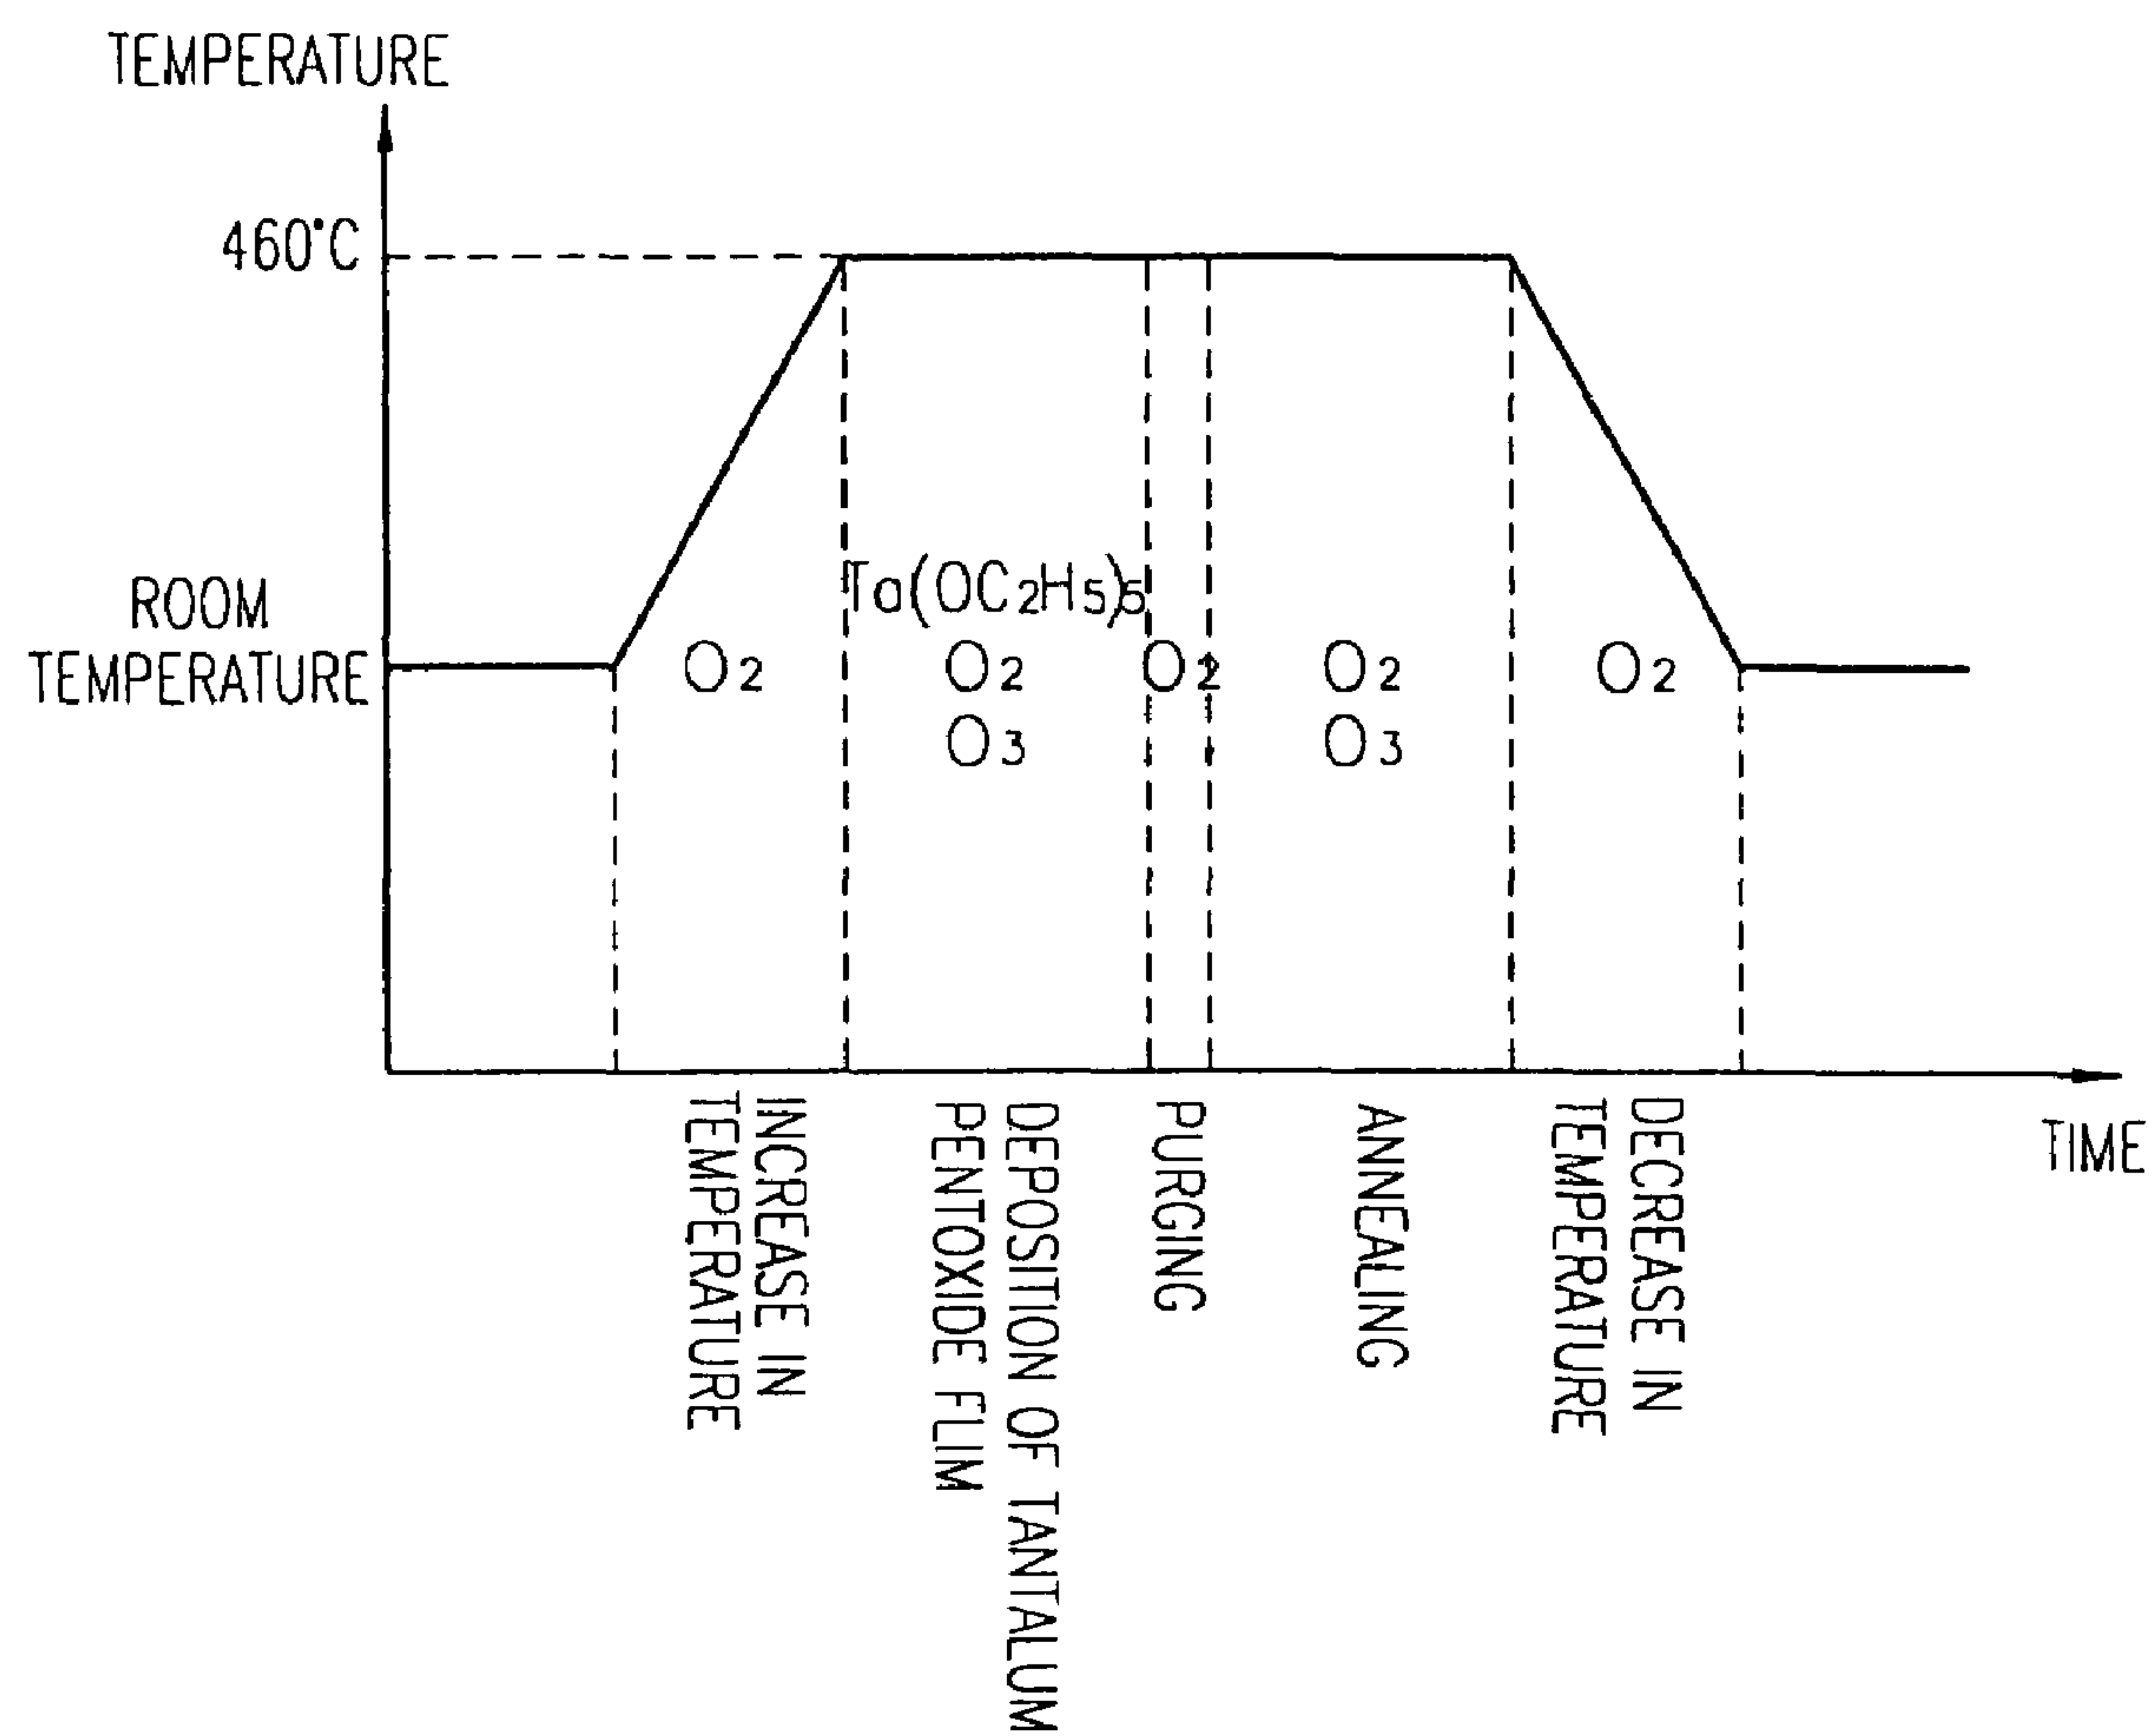 TEMPERATURE
460°C
ROOM
TEMPERATURE
Ta(OC2H5)5
O2 O2 O2 O2 O2
O3 O3
TIME
INCREASE IN
TEMPERATURE
DEPOSITION OF TANTALUM
PENTOXIDE FLIM
PURGING
ANNEALING
DECREASE IN
TEMPERATURE